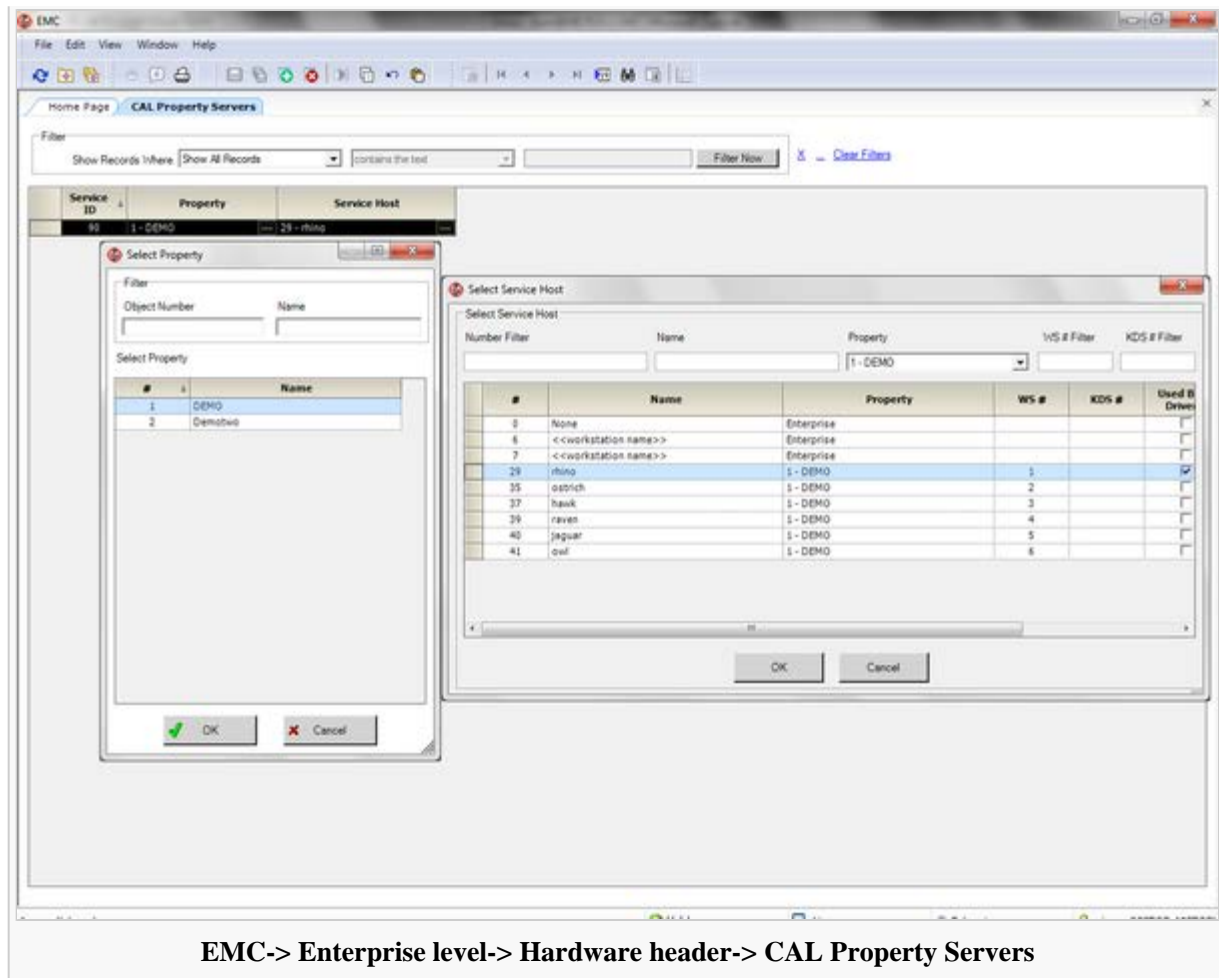 EMC
File Edit View Window Help
Home Page CAL Property Servers
Filter
Show Records Where Show All Records contains the text Filter Now X ... Clear Filters
Service ID Property Service Host
90 1 - DEMO 29 - rhino
Select Property
Filter
Object Number Name
Select Property
# Name
1 DEMO
2 Demotwo
OK Cancel
Select Service Host
Select Service Host
Number Filter Name Property WS # Filter KDS # Filter
1 - DEMO
# Name Property WS # KDS # Used B Driver
0 None Enterprise
6 <<workstation name>> Enterprise
7 <<workstation name>> Enterprise
29 rhino 1 - DEMO 1
35 ostrich 1 - DEMO 2
37 hawk 1 - DEMO 3
39 raven 1 - DEMO 4
40 jaguar 1 - DEMO 5
41 owl 1 - DEMO 6
OK Cancel
EMC-> Enterprise level-> Hardware header-> CAL Property Servers